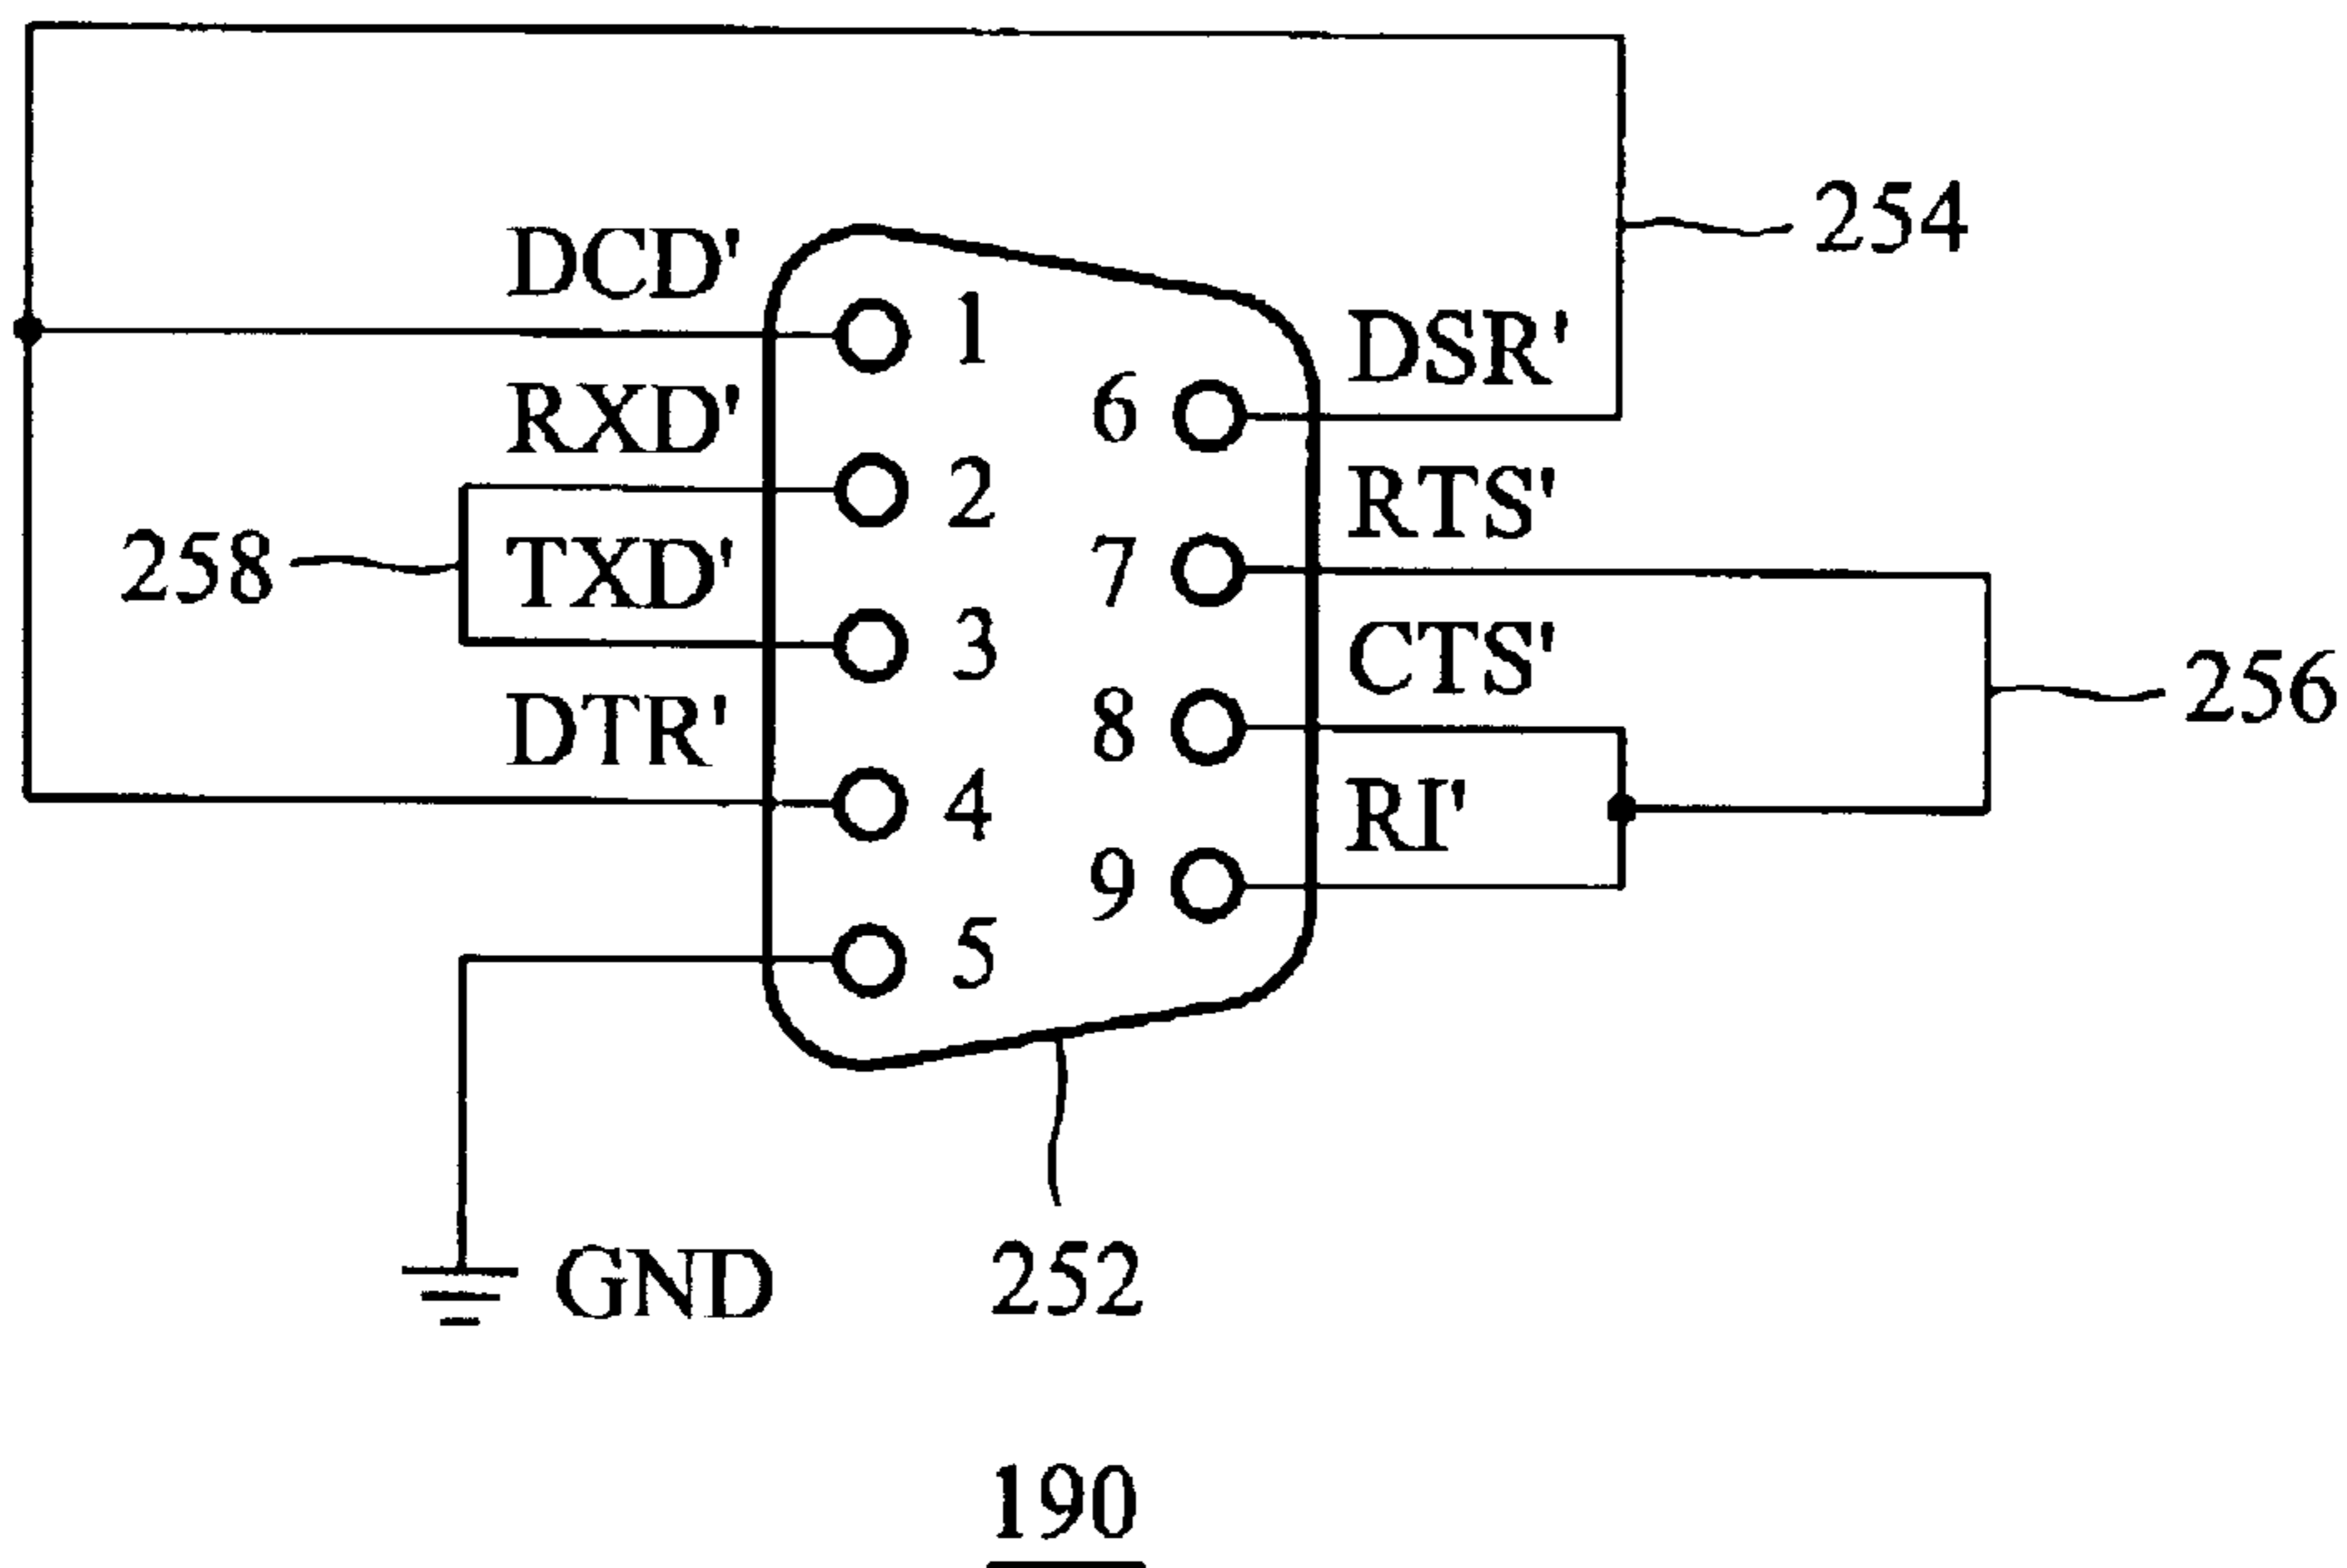 254
DCD'
1
DSR'
6
RXD'
2
RTS'
7
258
TXD'
3
CTS'
8
256
DTR'
4
RI'
9
5
GND
252
190